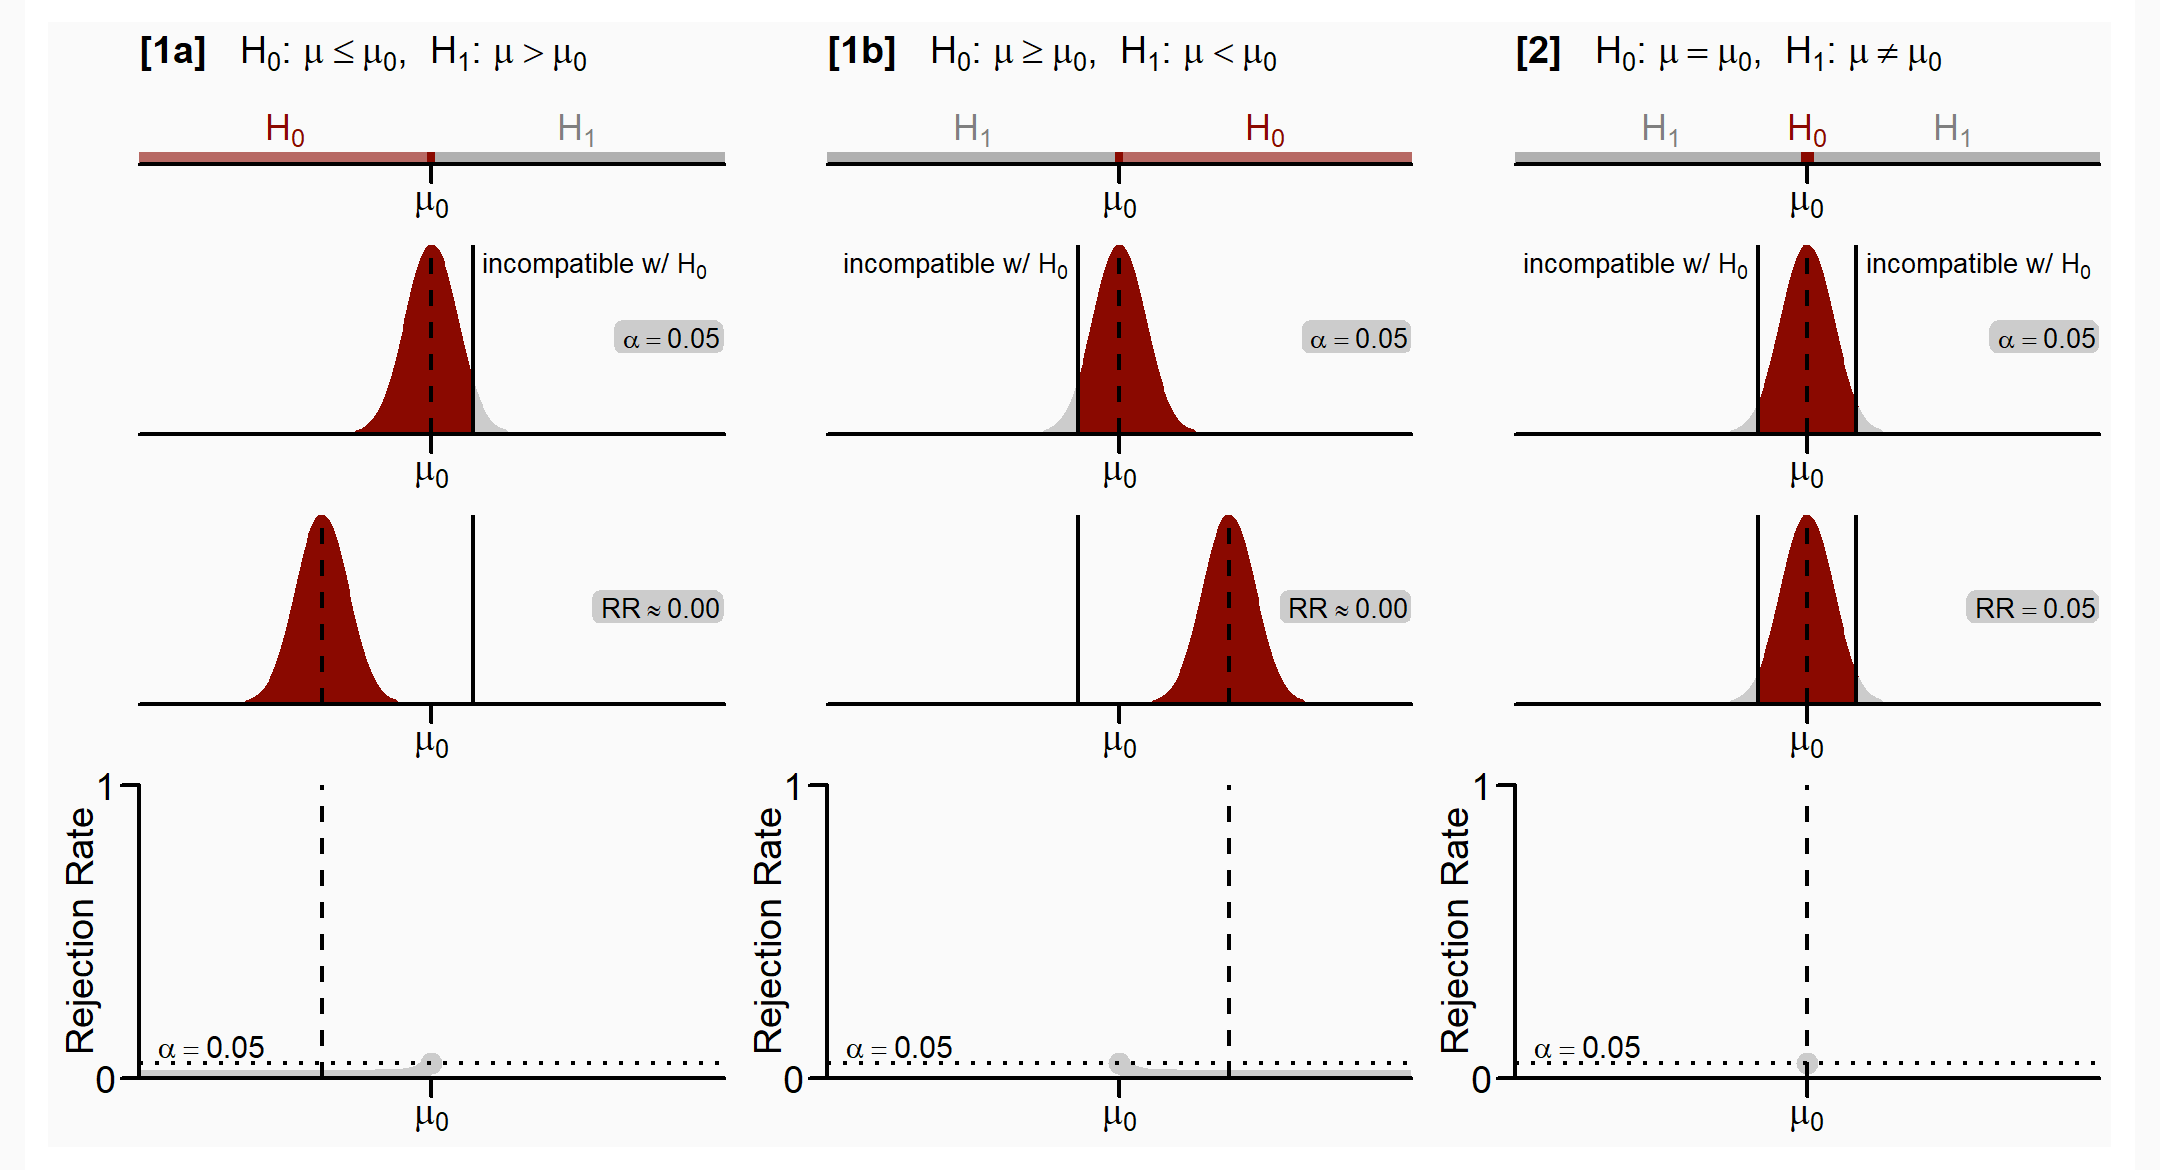 [1a] H₀: μ ≤ μ₀, H₁: μ > μ₀
H₀ H₁
μ₀
incompatible w/ H₀
α = 0.05
μ₀
RR ≈ 0.00
μ₀
1
Rejection Rate
α = 0.05
0
μ₀
[1b] H₀: μ ≥ μ₀, H₁: μ < μ₀
H₁ H₀
μ₀
incompatible w/ H₀
α = 0.05
μ₀
RR ≈ 0.00
μ₀
1
Rejection Rate
α = 0.05
0
μ₀
[2] H₀: μ = μ₀, H₁: μ ≠ μ₀
H₁ H₀ H₁
μ₀
incompatible w/ H₀ incompatible w/ H₀
α = 0.05
μ₀
RR = 0.05
μ₀
1
Rejection Rate
α = 0.05
0
μ₀